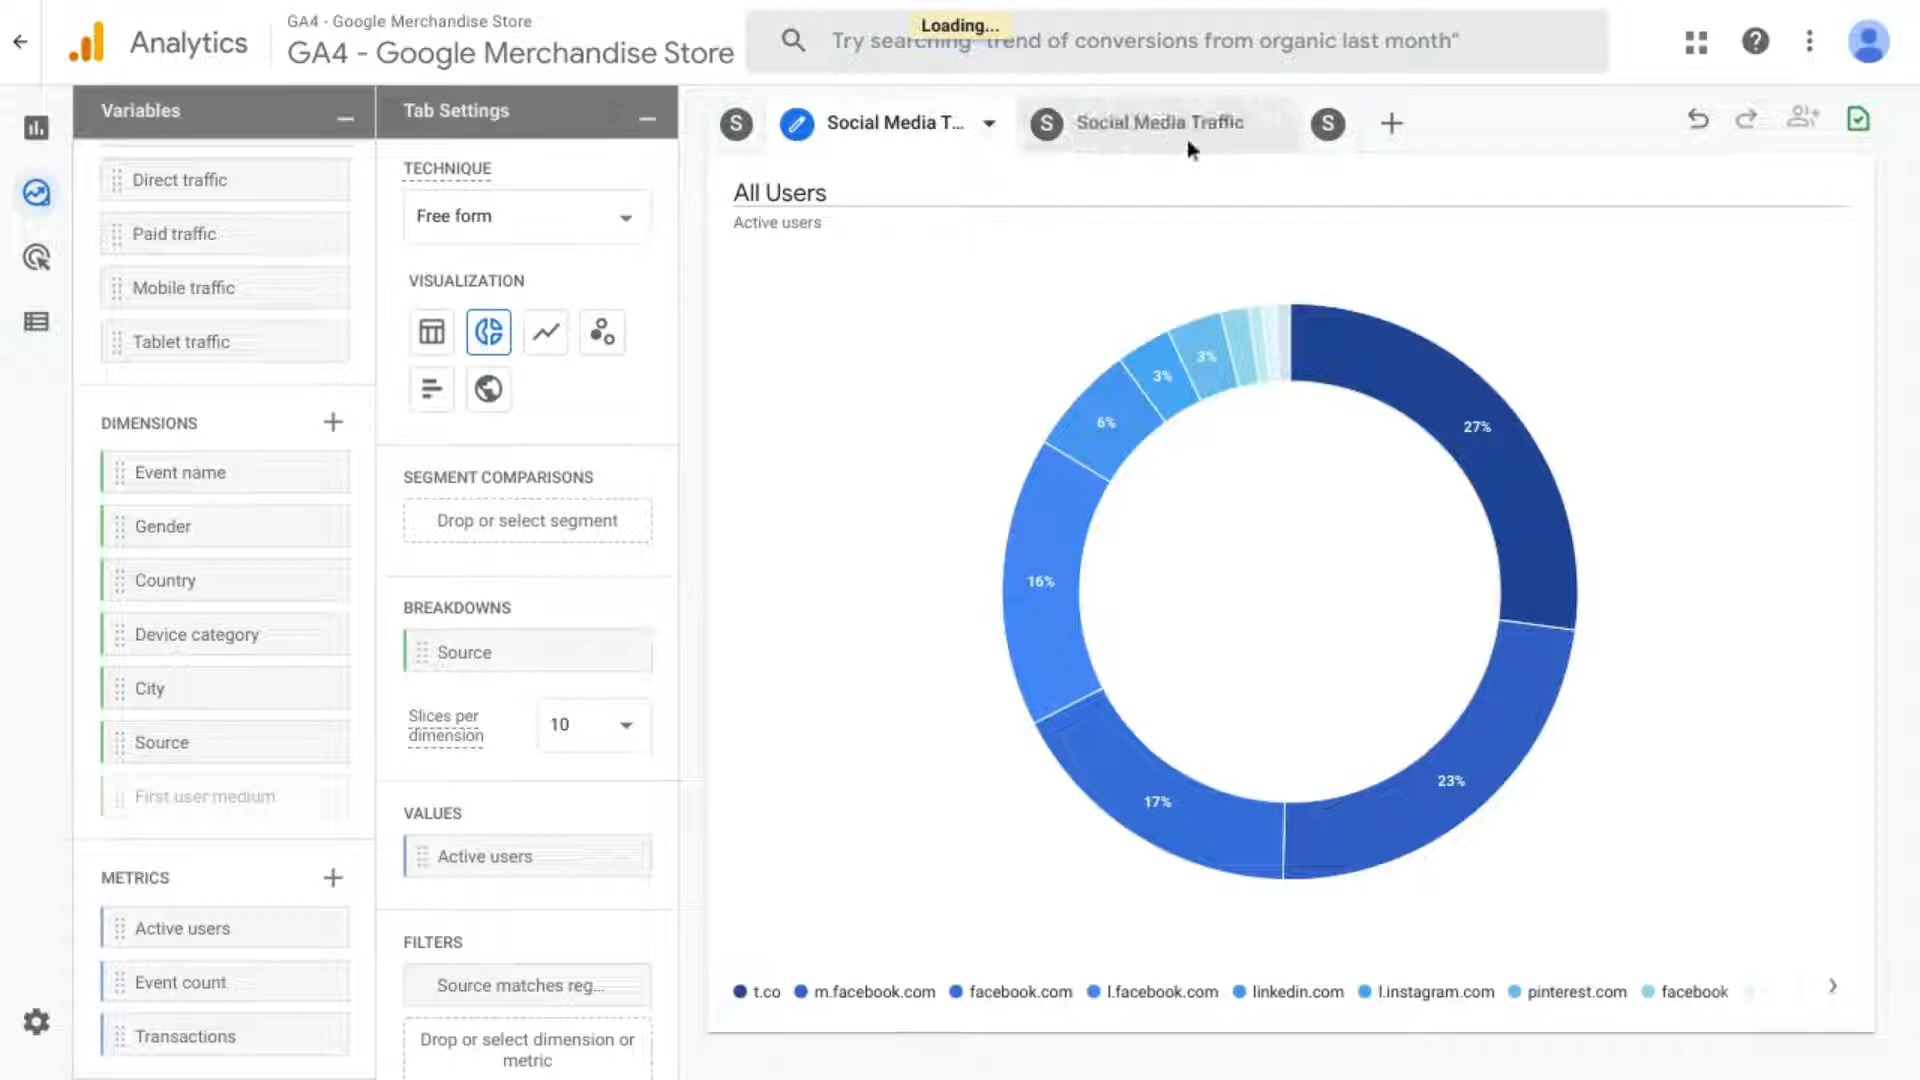 GA4 - Google Merchandise Store
Analytics
GA4 - Google Merchandise Store
Loading...
Try searching "trend of conversions from organic last month"
Variables
Tab Settings
S
Social Media T...
S
Social Media Traffic
S
Direct traffic
Paid traffic
Mobile traffic
Tablet traffic
DIMENSIONS
Event name
Gender
Country
Device category
City
Source
First user medium
METRICS
Active users
Event count
Transactions
TECHNIQUE
Free form
VISUALIZATION
SEGMENT COMPARISONS
Drop or select segment
BREAKDOWNS
Source
Slices per
dimension
10
VALUES
Active users
FILTERS
Source matches reg...
Drop or select dimension or
metric
All Users
Active users
27%
23%
17%
16%
6%
3%
3%
t.co
m.facebook.com
facebook.com
l.facebook.com
linkedin.com
l.instagram.com
pinterest.com
facebook